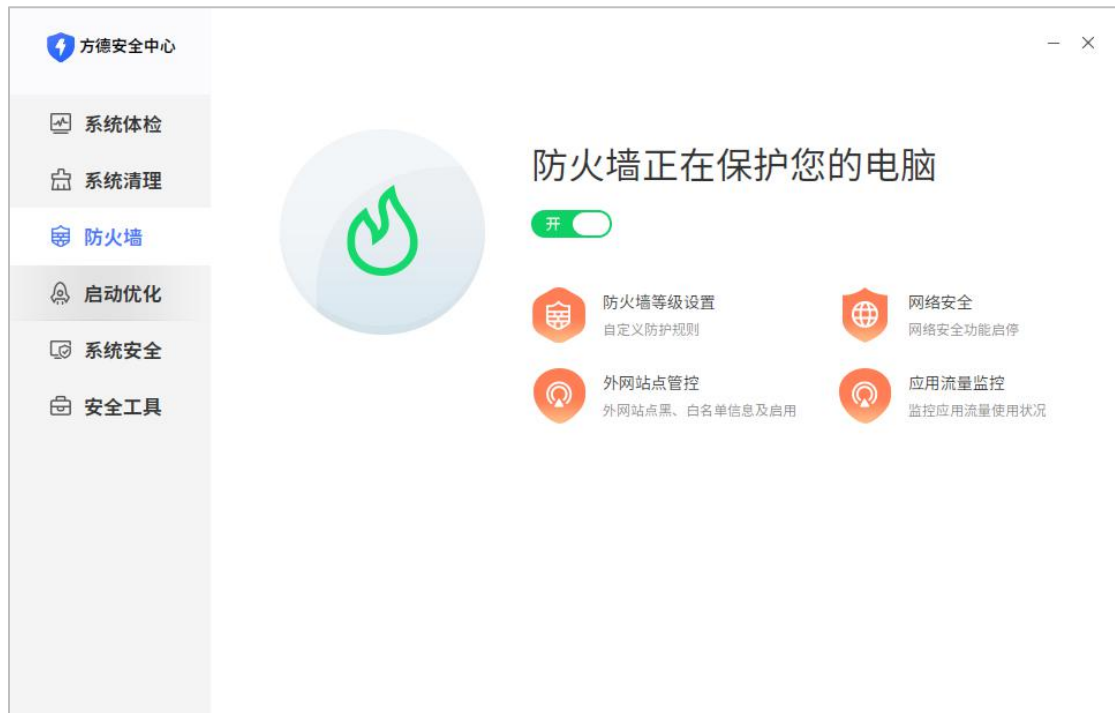 方德安全中心
系统体检
系统清理
防火墙
启动优化
系统安全
安全工具
防火墙正在保护您的电脑
开
防火墙等级设置
自定义防护规则
网络安全
网络安全功能启停
外网站点管控
外网站点黑、白名单信息及启用
应用流量监控
监控应用流量使用状况